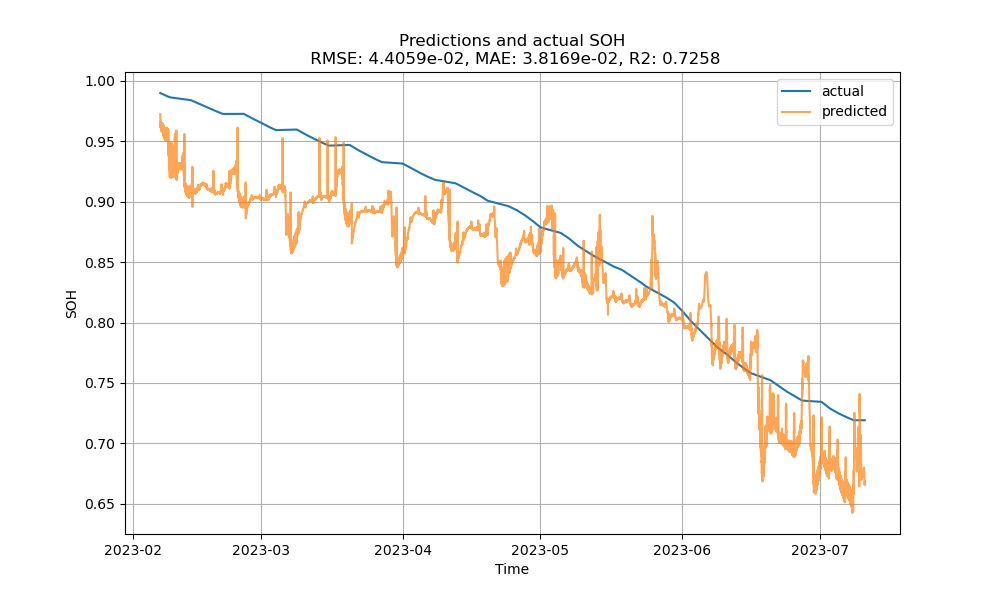 Predictions and actual SOH
RMSE: 4.4059e-02, MAE: 3.8169e-02, R2: 0.7258
actual
predicted
1.00
0.95
0.90
0.85
0.80
0.75
0.70
0.65
SOH
2023-02 2023-03 2023-04 2023-05 2023-06 2023-07
Time